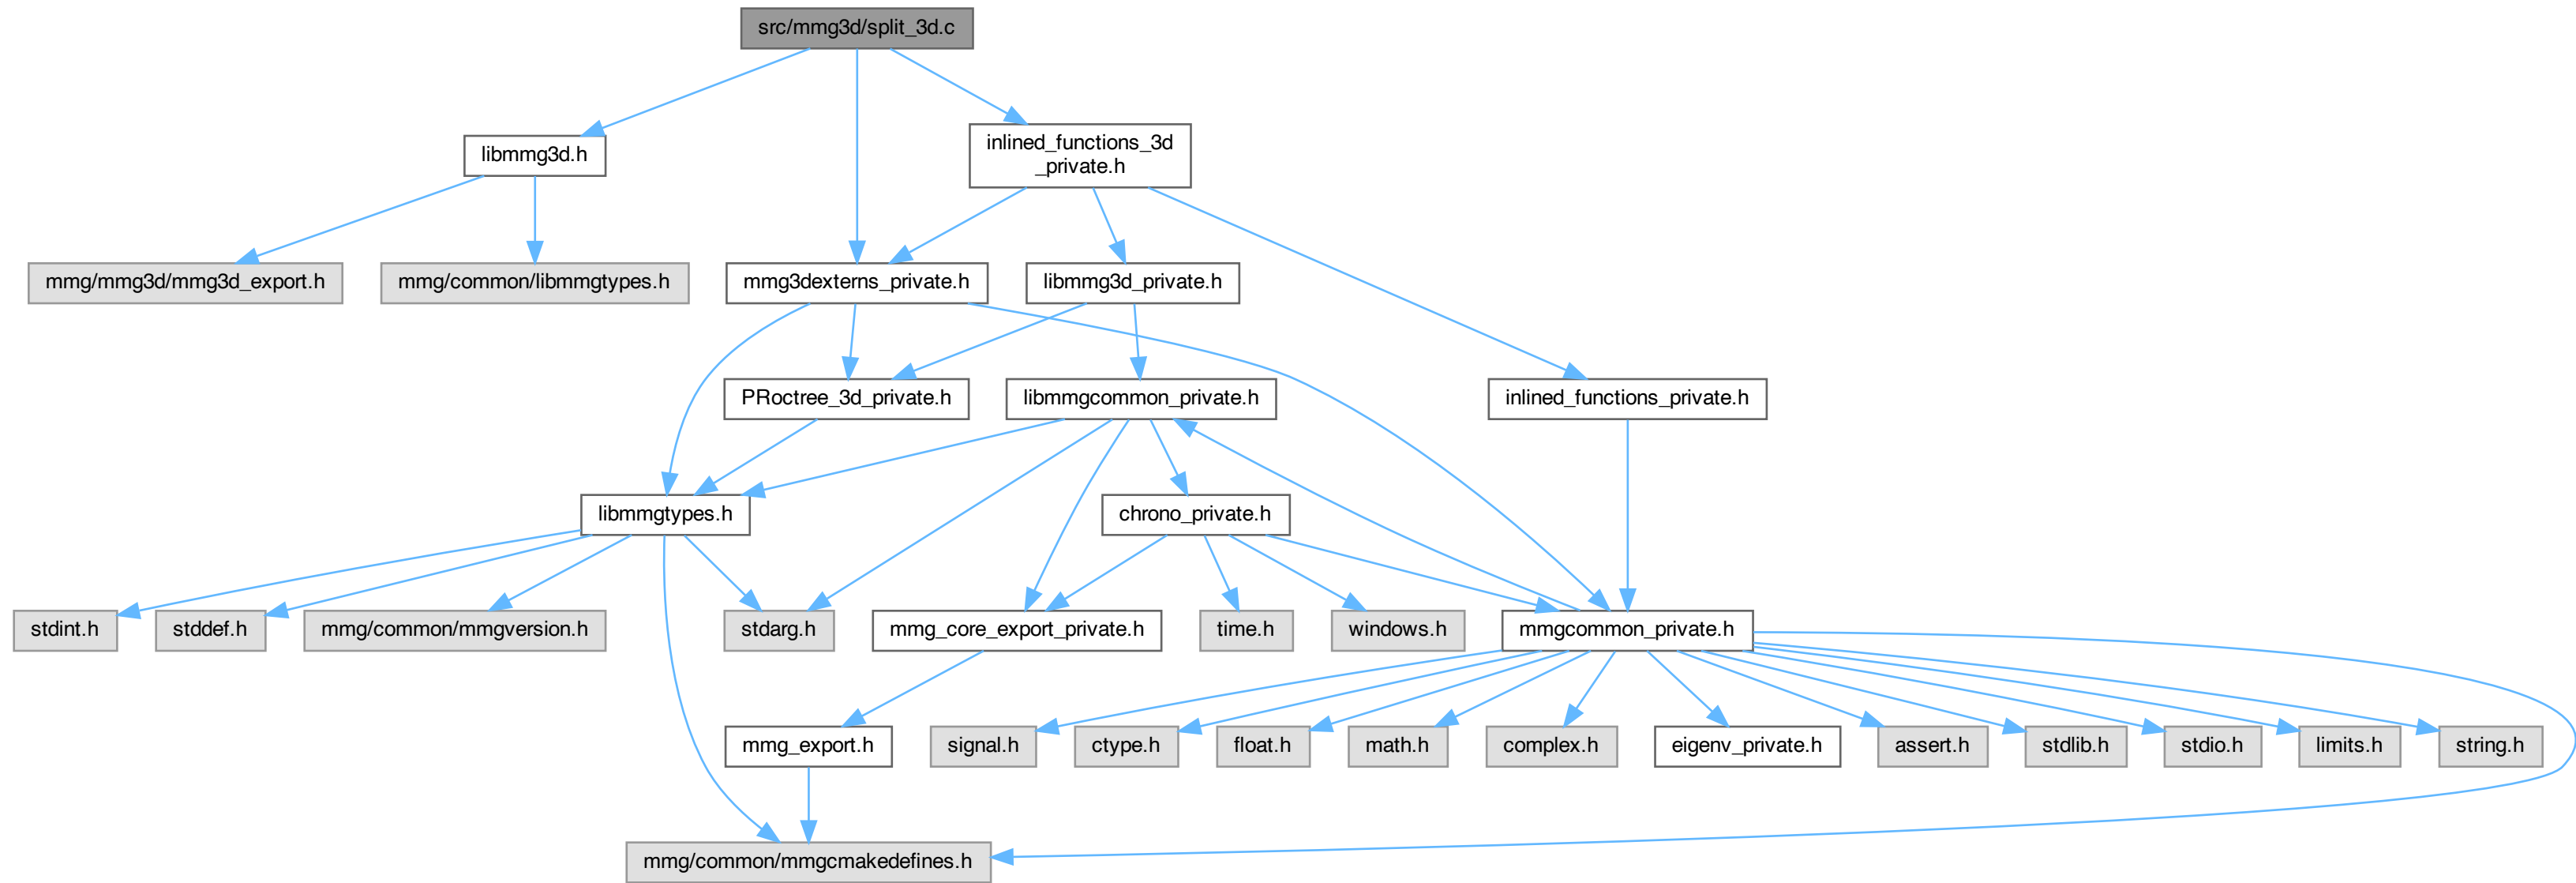 src/mmg3d/split_3d.c
libmmg3d.h
inlined_functions_3d
_private.h
mmg/mmg3d/mmg3d_export.h
mmg/common/libmmgtypes.h
mmg3dexterns_private.h
libmmg3d_private.h
PRoctree_3d_private.h
libmmgcommon_private.h
inlined_functions_private.h
libmmgtypes.h
chrono_private.h
stdint.h
stddef.h
mmg/common/mmgversion.h
stdarg.h
mmg_core_export_private.h
time.h
windows.h
mmgcommon_private.h
mmg_export.h
signal.h
ctype.h
float.h
math.h
complex.h
eigenv_private.h
assert.h
stdlib.h
stdio.h
limits.h
string.h
mmg/common/mmgcmakedefines.h